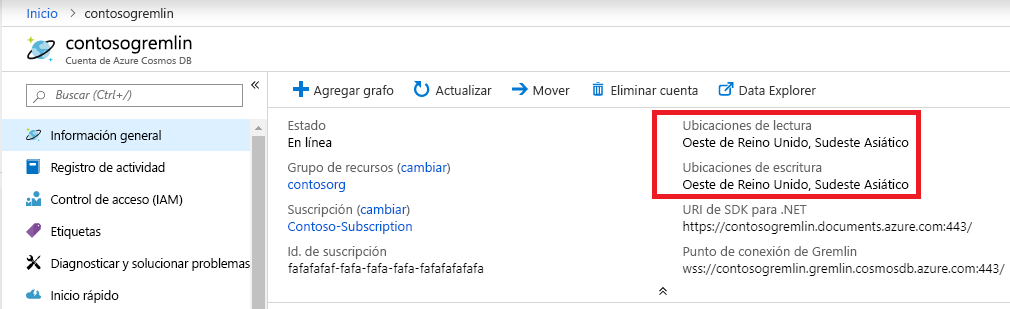 Inicio > contosogremlin
contosogremlin
Cuenta de Azure Cosmos DB
Buscar (Ctrl+/)
«
Información general
Registro de actividad
Control de acceso (IAM)
Etiquetas
Diagnosticar y solucionar problemas
Inicio rápido
Agregar grafo
Actualizar
Mover
Eliminar cuenta
Data Explorer
Estado
En línea
Grupo de recursos (cambiar)
contosorg
Suscripción (cambiar)
Contoso-Subscription
Id. de suscripción
fafafafaf-fafa-fafa-fafa-fafafafafafa
Ubicaciones de lectura
Oeste de Reino Unido, Sudeste Asiático
Ubicaciones de escritura
Oeste de Reino Unido, Sudeste Asiático
URI de SDK para .NET
https://contosogremlin.documents.azure.com:443/
Punto de conexión de Gremlin
wss://contosogremlin.gremlin.cosmosdb.azure.com:443/